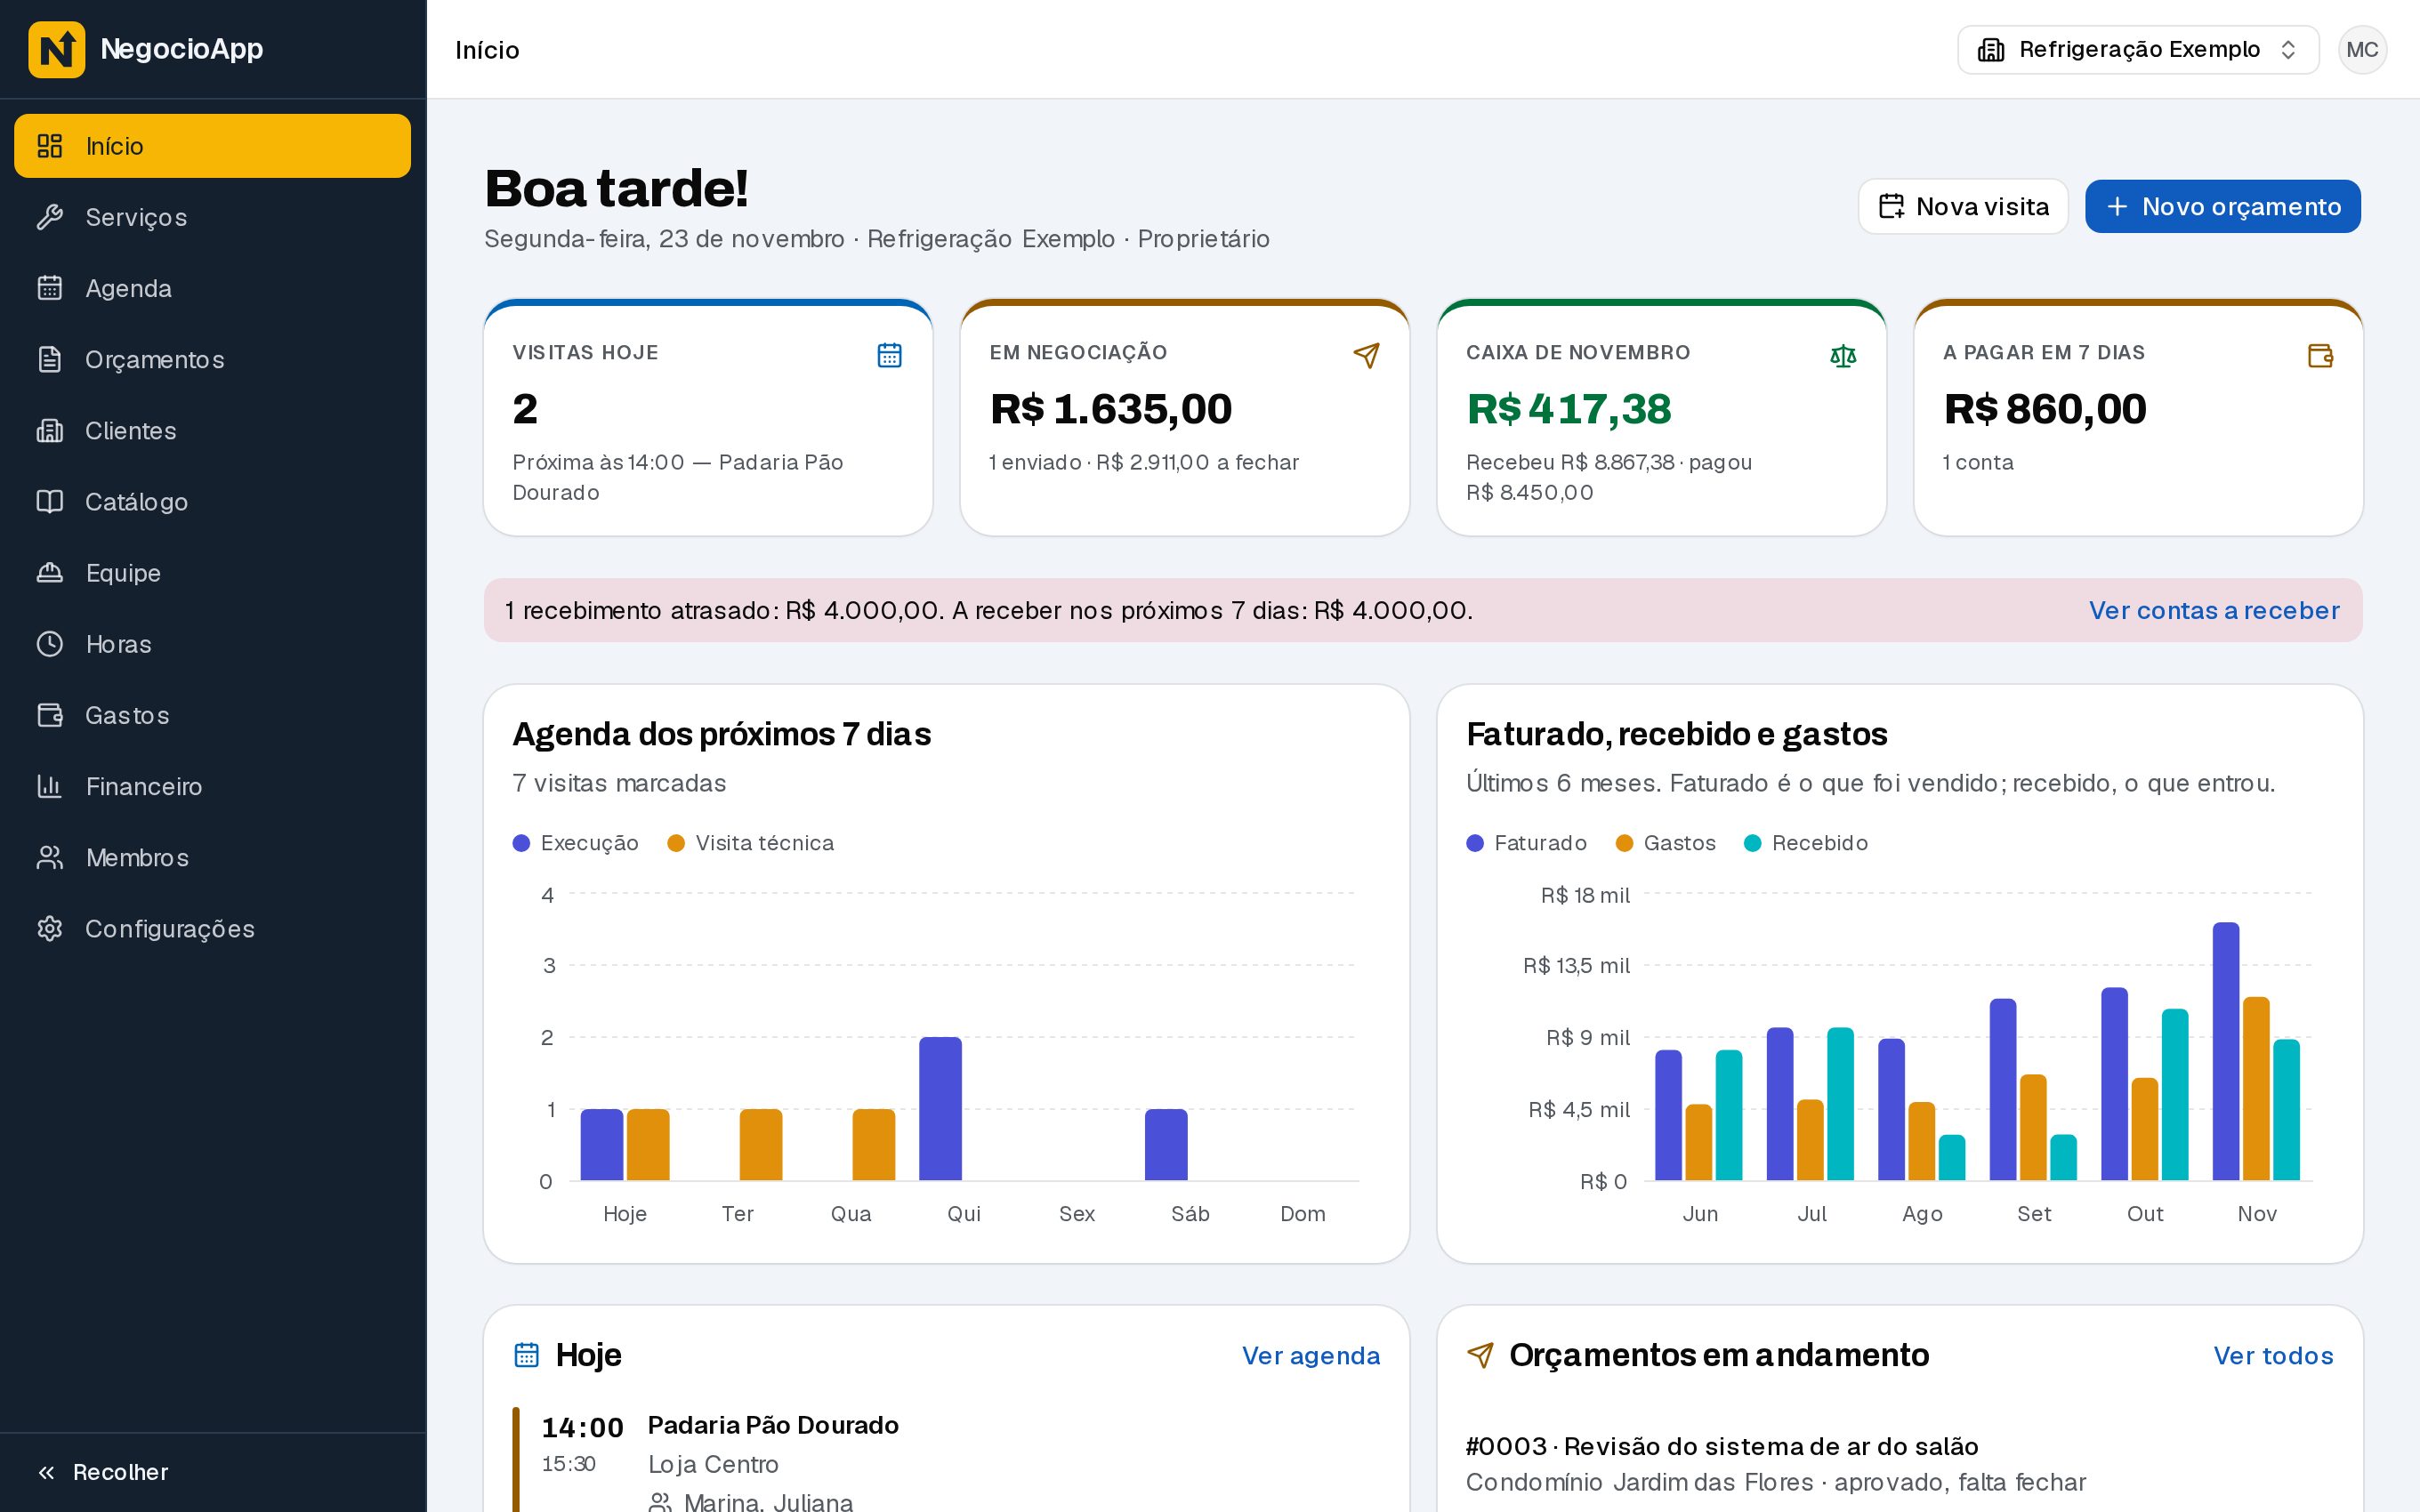 NegocioApp
Início
Serviços
Agenda
Orçamentos
Clientes
Catálogo
Equipe
Horas
Gastos
Financeiro
Membros
Configurações
Recolher
Início
Refrigeração Exemplo
MC
Boa tarde!
Segunda-feira, 23 de novembro · Refrigeração Exemplo · Proprietário
Nova visita
Novo orçamento
VISITAS HOJE
2
Próxima às 14:00 — Padaria Pão
Dourado
EM NEGOCIAÇÃO
R$ 1.635,00
1 enviado · R$ 2.911,00 a fechar
CAIXA DE NOVEMBRO
R$ 417,38
Recebeu R$ 8.867,38 · pagou
R$ 8.450,00
A PAGAR EM 7 DIAS
R$ 860,00
1 conta
1 recebimento atrasado: R$ 4.000,00. A receber nos próximos 7 dias: R$ 4.000,00.
Ver contas a receber
Agenda dos próximos 7 dias
7 visitas marcadas
Execução
Visita técnica
4
3
2
1
0
Hoje Ter Qua Qui Sex Sáb Dom
Faturado, recebido e gastos
Últimos 6 meses. Faturado é o que foi vendido; recebido, o que entrou.
Faturado
Gastos
Recebido
R$ 18 mil
R$ 13,5 mil
R$ 9 mil
R$ 4,5 mil
R$ 0
Jun Jul Ago Set Out Nov
Hoje
Ver agenda
14:00
15:30
Padaria Pão Dourado
Loja Centro
Marina, Juliana
Orçamentos em andamento
Ver todos
#0003 · Revisão do sistema de ar do salão
Condomínio Jardim das Flores · aprovado, falta fechar